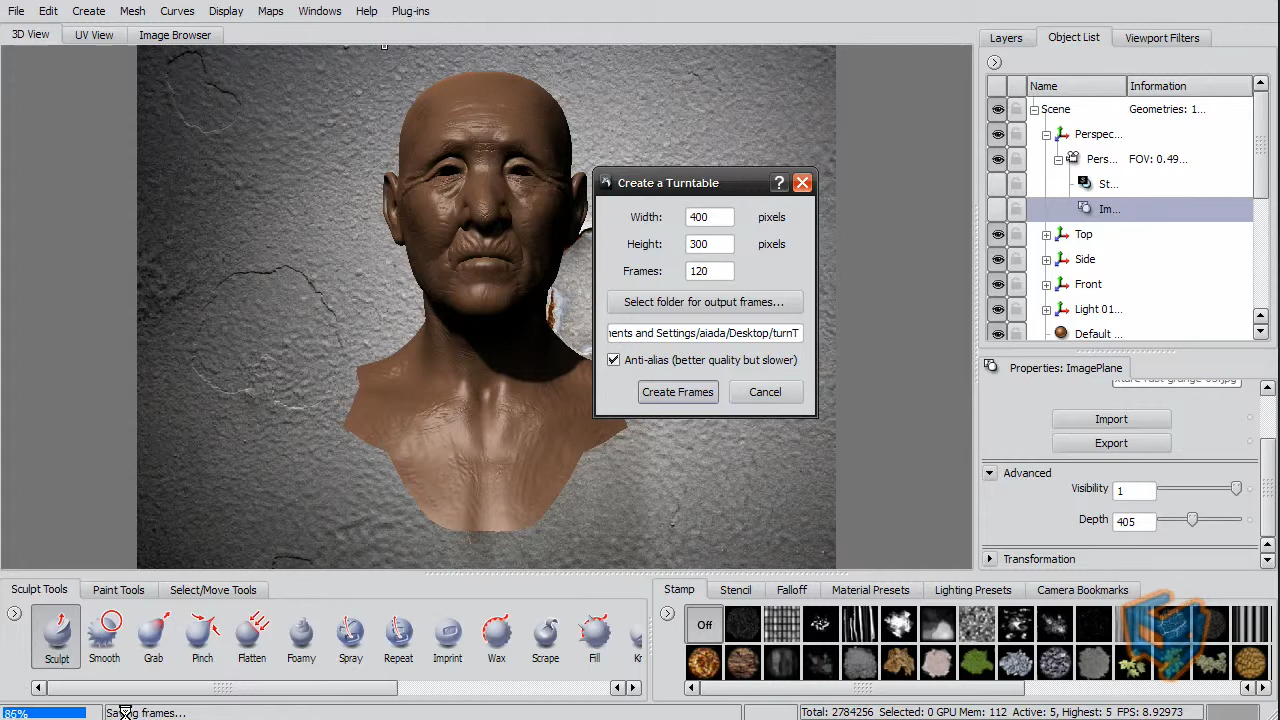 File Edit Create Mesh Curves Display Maps Windows Help Plug-ins
3D View UV View Image Browser
Layers Object List Viewport Filters
Name Information
Scene Geometries: 1...
Perspec...
Pers... FOV: 0.49...
St...
Im...
Top
Side
Front
Light 01...
Default ...
Create a Turntable ?
Width: 400 pixels
Height: 300 pixels
Frames: 120
Select folder for output frames...
ents and Settings/aiada/Desktop/turnT
Anti-alias (better quality but slower)
Create Frames Cancel
Properties: ImagePlane
Import
Export
Advanced
Visibility 1
Depth 405
Transformation
Sculpt Tools Paint Tools Select/Move Tools
Sculpt Smooth Grab Pinch Flatten Foamy Spray Repeat Imprint Wax Scrape Fill Kr
Stamp Stencil Falloff Material Presets Lighting Presets Camera Bookmarks
Off
86% Saving frames...
Total: 2784256 Selected: 0 GPU Mem: 112 Active: 5, Highest: 5 FPS: 8.92973